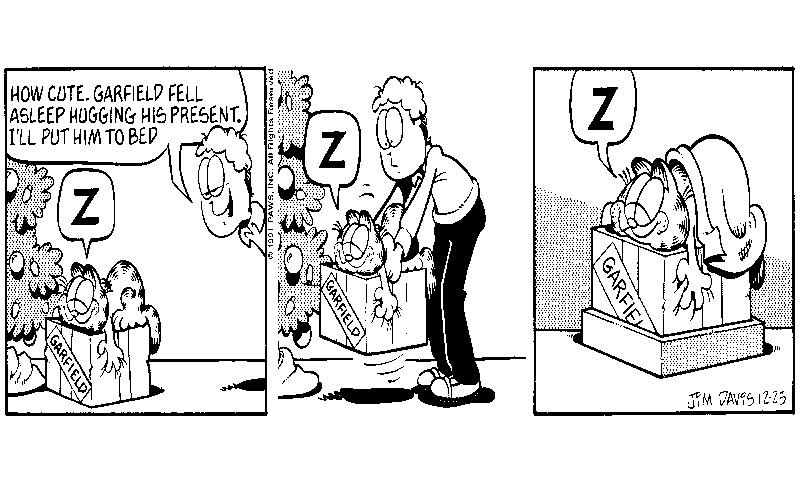 HOW CUTE. GARFIELD FELL
ASLEEP HUGGING HIS PRESENT.
I'LL PUT HIM TO BED
Z
GARFIELD
© 1991 PAWS, INC. All Rights Reserved
Z
GARFIELD
Z
GARFIEL
JIM DAVIS 12-25